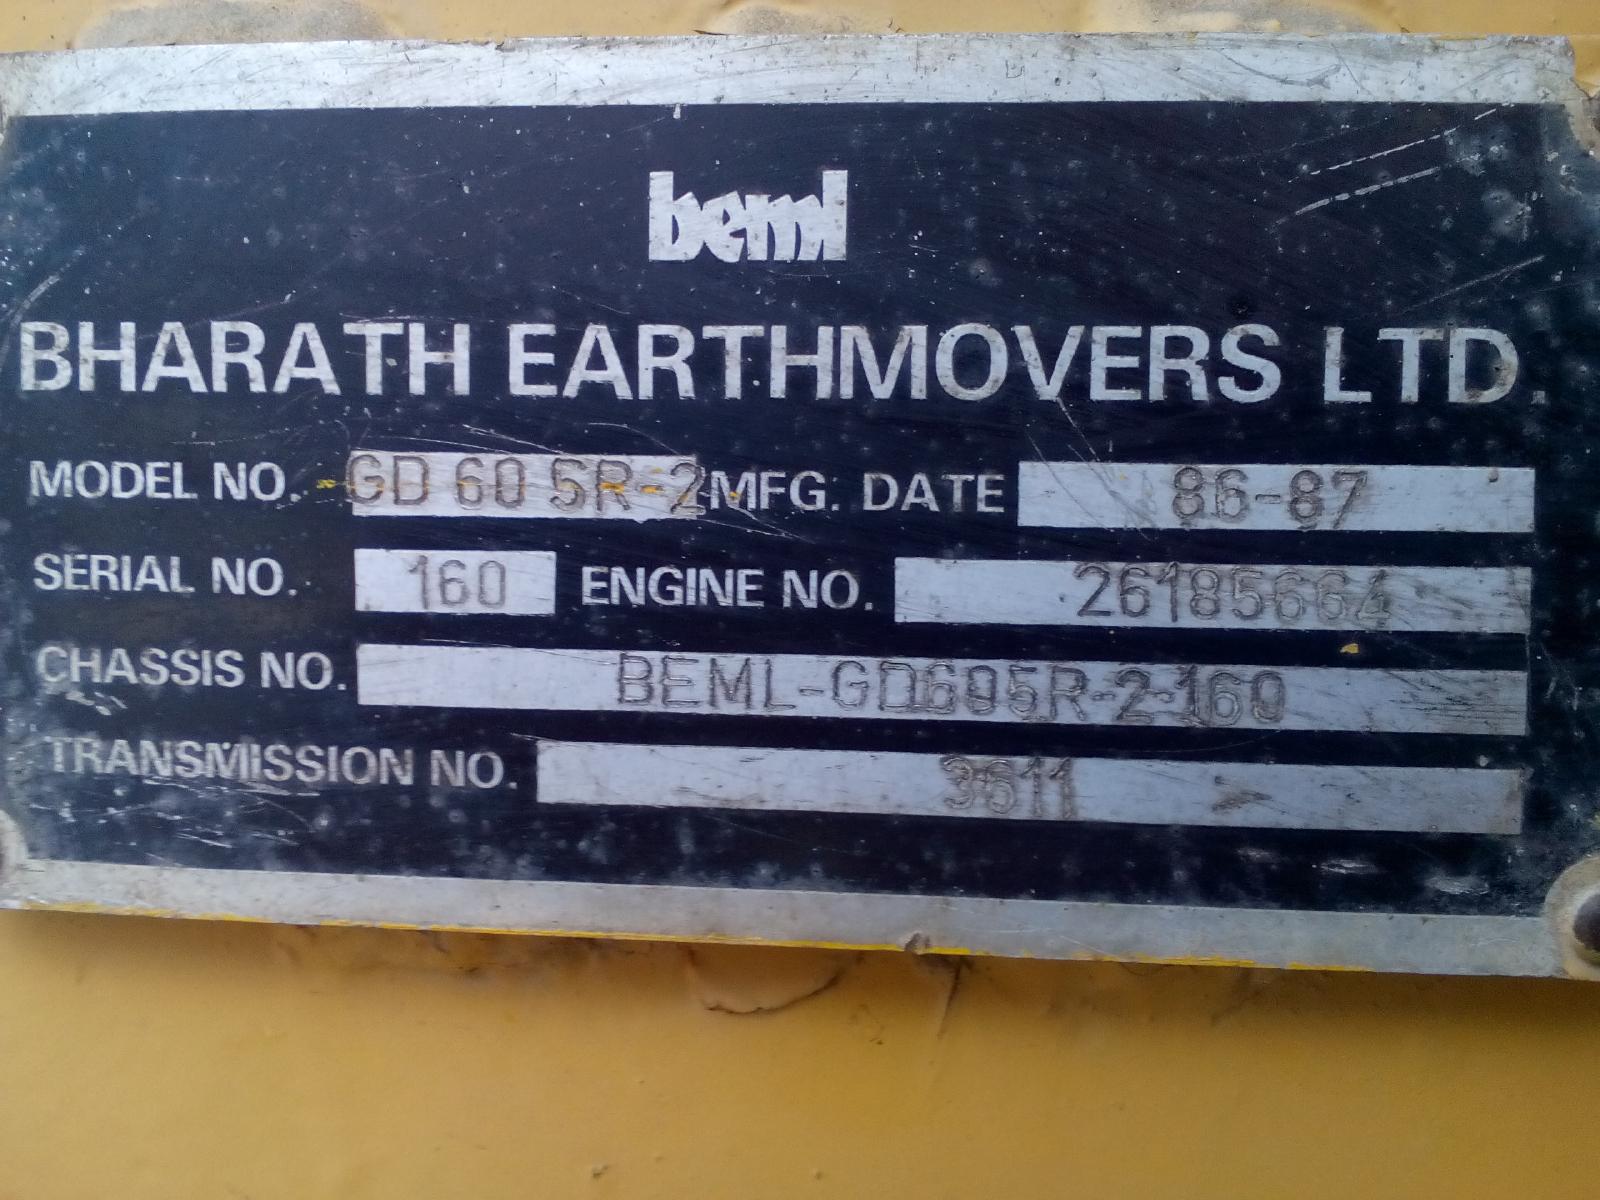 beml
BHARATH EARTHMOVERS LTD.
MODEL NO. GD 60 5R-2 MFG. DATE 86-87
SERIAL NO. 160 ENGINE NO. 26185664
CHASSIS NO. BEML-GD605R-2-160
TRANSMISSION NO. 3611